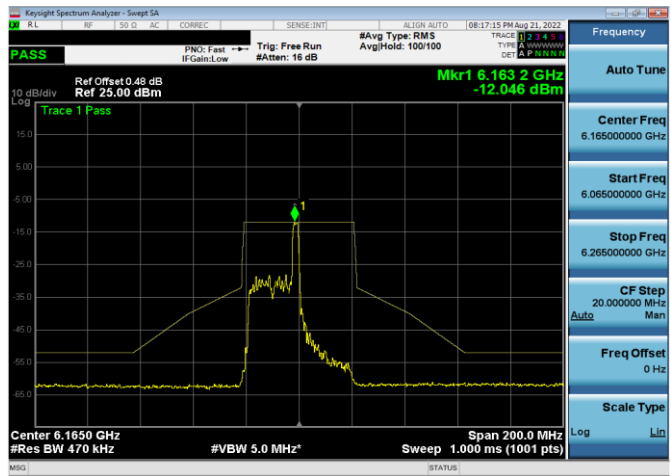 Keysight Spectrum Analyzer - Swept SA
RL RF 50 Ω AC CORREC SENSE:INT ALIGN AUTO 08:17:15 PM Aug 21, 2022
PASS
PNO: Fast
IFGain:Low
Trig: Free Run
#Atten: 16 dB
#Avg Type: RMS
Avg|Hold: 100/100
TRACE 1 2 3 4 5 6
TYPE A WWWWW
DET A P N N N N
Ref Offset 0.48 dB
Ref 25.00 dBm
10 dB/div
Log
Mkr1 6.163 2 GHz
-12.046 dBm
Trace 1 Pass
15.0
5.00
-5.00
-15.0
-25.0
-35.0
-45.0
-55.0
-65.0
1
Center 6.1650 GHz
#Res BW 470 kHz
#VBW 5.0 MHz*
Span 200.0 MHz
Sweep 1.000 ms (1001 pts)
MSG
STATUS
Frequency
Auto Tune
Center Freq
6.165000000 GHz
Start Freq
6.065000000 GHz
Stop Freq
6.265000000 GHz
CF Step
20.000000 MHz
Auto Man
Freq Offset
0 Hz
Scale Type
Log Lin